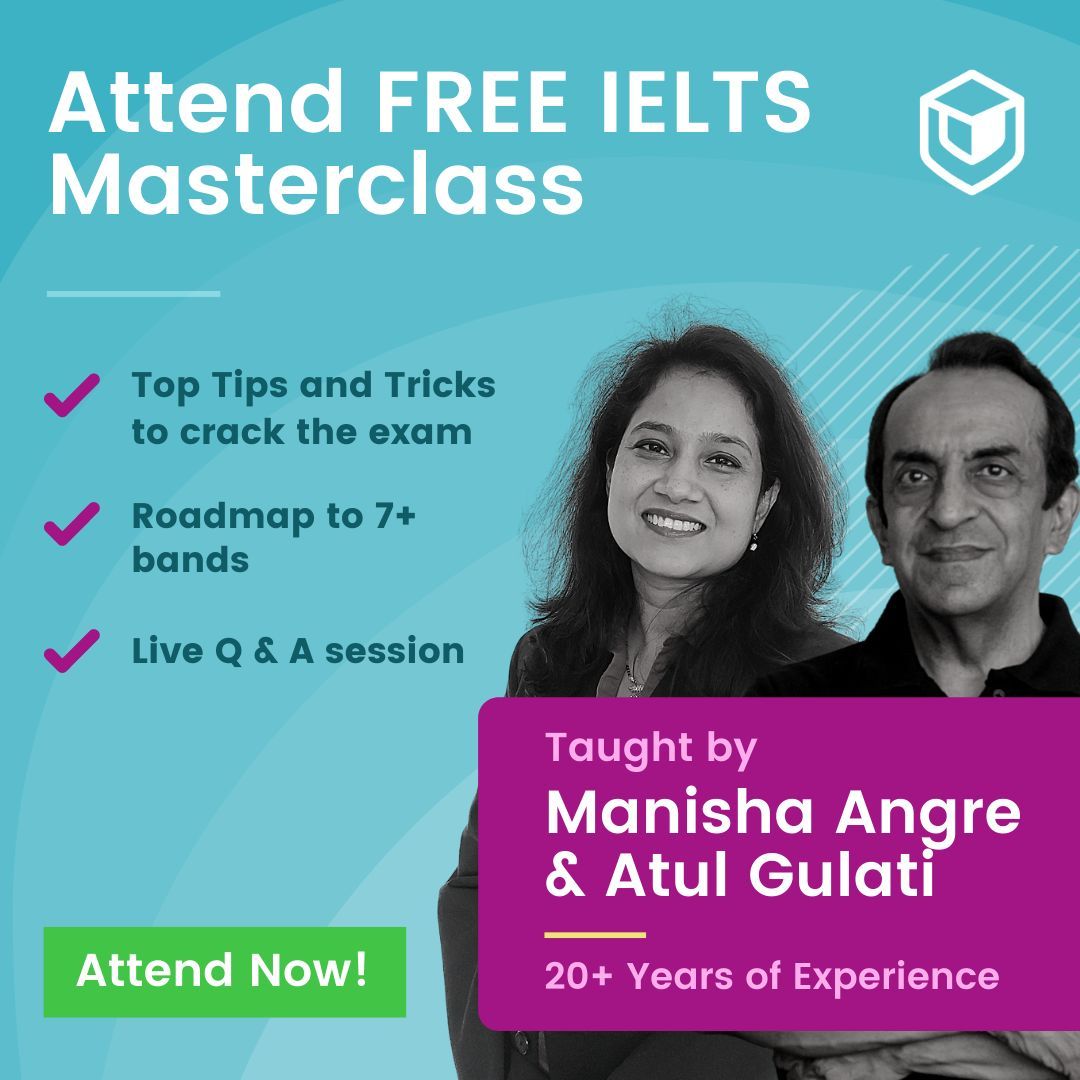 Attend FREE IELTS
Masterclass
Top Tips and Tricks
to crack the exam
Roadmap to 7+
bands
Live Q & A session
Taught by
Manisha Angre
& Atul Gulati
20+ Years of Experience
Attend Now!